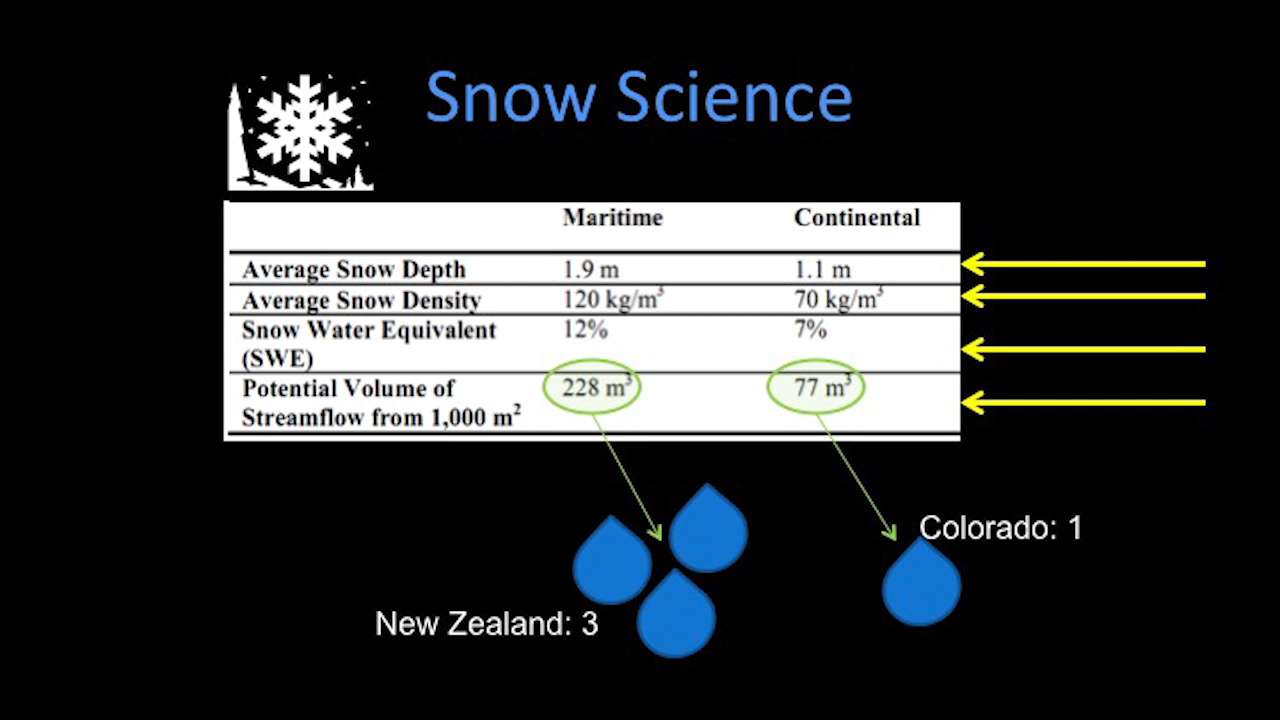 Snow Science
Maritime Continental
Average Snow Depth 1.9 m 1.1 m
Average Snow Density 120 kg/m³ 70 kg/m³
Snow Water Equivalent 12% 7%
(SWE)
Potential Volume of 228 m³ 77 m³
Streamflow from 1,000 m²
Colorado: 1
New Zealand: 3